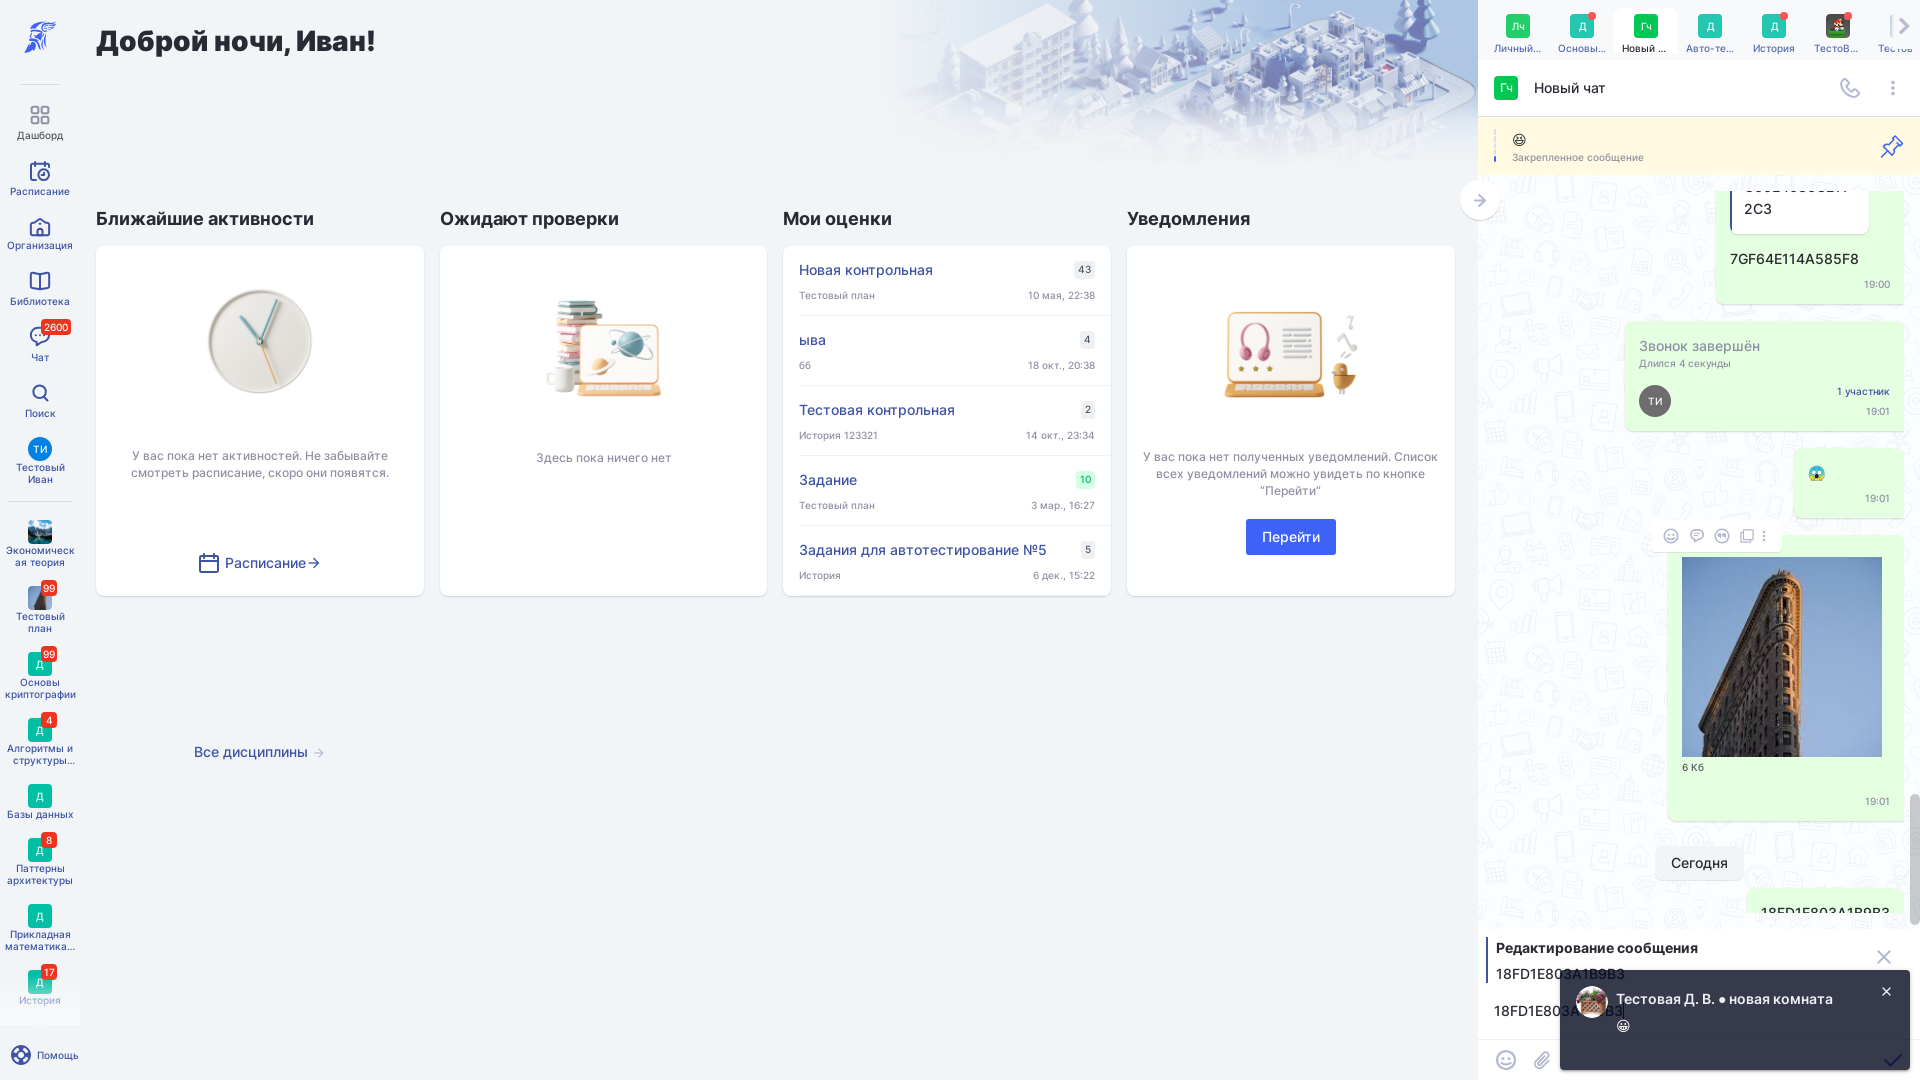 Дашборд
Расписание
Организация
Библиотека
2600
Чат
Поиск
ТИ
Тестовый
Иван
Экономическ
ая теория
99
Тестовый
план
99
Д
Основы
криптографии
4
Д
Алгоритмы и
структуры...
Д
Базы данных
8
Д
Паттерны
архитектуры
Д
Прикладная
математика...
17
Д
История
Помощь
Доброй ночи, Иван!
Ближайшие активности
У вас пока нет активностей. Не забывайте
смотреть расписание, скоро они появятся.
Расписание
Ожидают проверки
Здесь пока ничего нет
Мои оценки
Новая контрольная 43
Тестовый план 10 мая, 22:38
ыва 4
66 18 окт., 20:38
Тестовая контрольная 2
История 123321 14 окт., 23:34
Задание 10
Тестовый план 3 мар., 16:27
Задания для автотестирование №5 5
История 6 дек., 15:22
Уведомления
У вас пока нет полученных уведомлений. Список
всех уведомлений можно увидеть по кнопке
“Перейти”
Перейти
Все дисциплины
Лч Д Гч Д Д
Личный... Основы... Новый ... Авто-те... История ТестоВ...
Гч Новый чат
😆
Закрепленное сообщение
2C3
7GF64E114A585F8
19:00
Звонок завершён
Длился 4 секунды
ТИ
1 участник
19:01
😱
19:01
6 Кб
19:01
Сегодня
18FD1E803A1B9B3
Редактирование сообщения
18FD1E803A1B9B3
18FD1E803A1B9B3
Тестовая Д. В. ● новая комната
😀